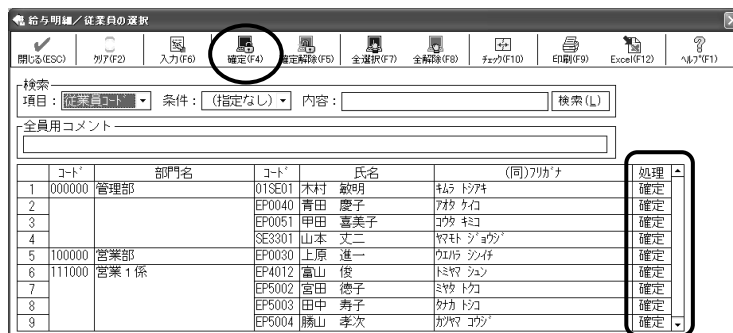 給与明細／従業員の選択
閉じる(ESC) ｸﾘｱ(F2) 入力(F6) 確定(F4) 確定解除(F5) 全選択(F7) 全解除(F8) ﾁｪｯｸ(F10) 印刷(F9) Excel(F12) ﾍﾙﾌﾟ(F1)
検索
項目： 従業員ｺｰﾄﾞ 条件： (指定なし) 内容： 検索(L)
全員用コメント
ｺｰﾄﾞ 部門名 ｺｰﾄﾞ 氏名 (同)ﾌﾘｶﾞﾅ 処理
1 000000 管理部 01SE01 木村 敏明 ｷﾑﾗ ﾄｼｱｷ 確定
2 EP0040 青田 慶子 ｱｵﾀ ｹｲｺ 確定
3 EP0051 甲田 喜美子 ｺｳﾀ ｷﾐｺ 確定
4 SE3301 山本 丈二 ﾔﾏﾓﾄ ｼﾞｮｳｼﾞ 確定
5 100000 営業部 EP0030 上原 進一 ｳｴﾊﾗ ｼﾝｲﾁ 確定
6 111000 営業１係 EP4012 富山 俊 ﾄﾐﾔﾏ ｼｭﾝ 確定
7 EP5002 宮田 徳子 ﾐﾔﾀ ﾄｸｺ 確定
8 EP5003 田中 寿子 ﾀﾅｶ ﾄｼｺ 確定
9 EP5004 勝山 孝次 ｶﾂﾔﾏ ｺｳｼﾞ 確定